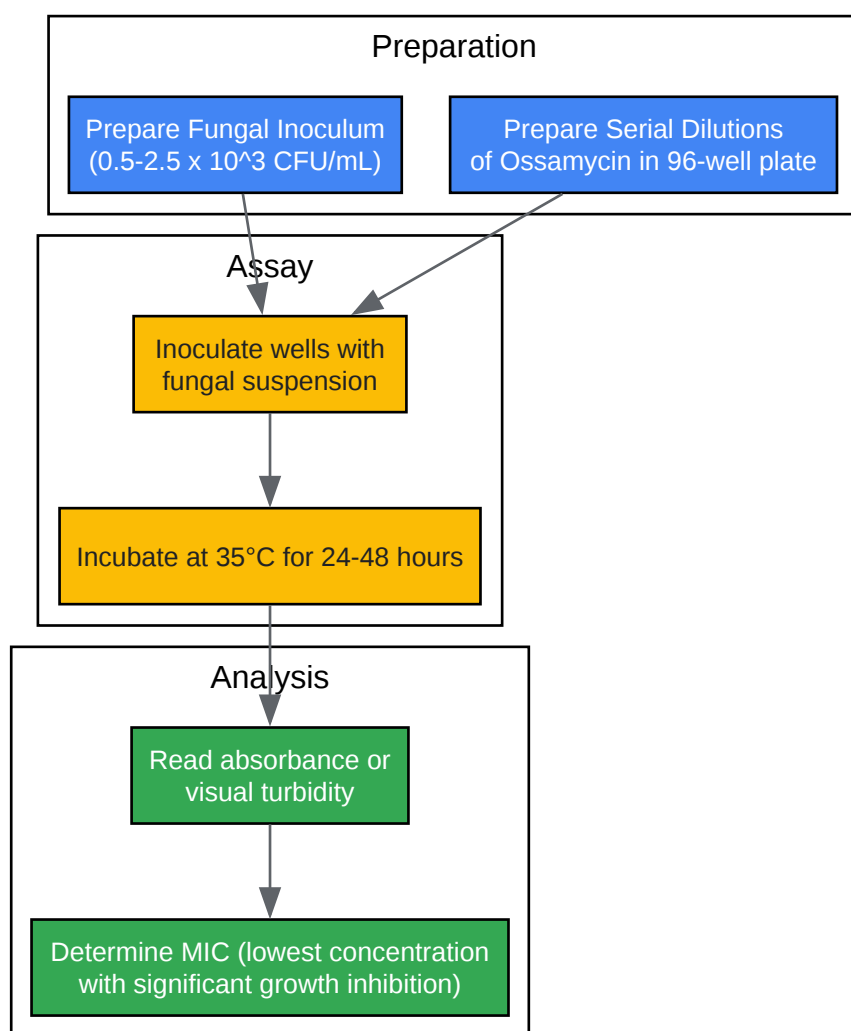 Preparation
Prepare Fungal Inoculum
(0.5-2.5 x 10^3 CFU/mL)
Prepare Serial Dilutions
of Ossamycin in 96-well plate
Assay
Inoculate wells with
fungal suspension
Incubate at 35°C for 24-48 hours
Analysis
Read absorbance or
visual turbidity
Determine MIC (lowest concentration
with significant growth inhibition)